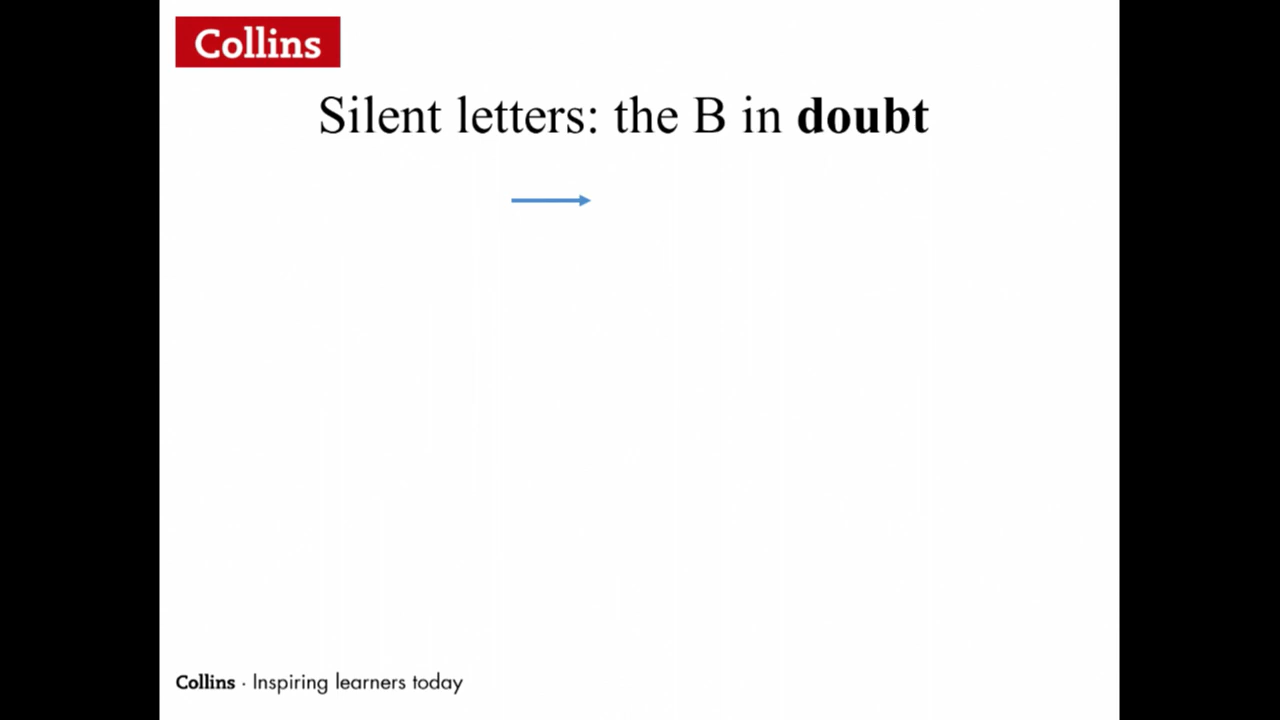 Collins
Silent letters: the B in doubt
Collins · Inspiring learners today